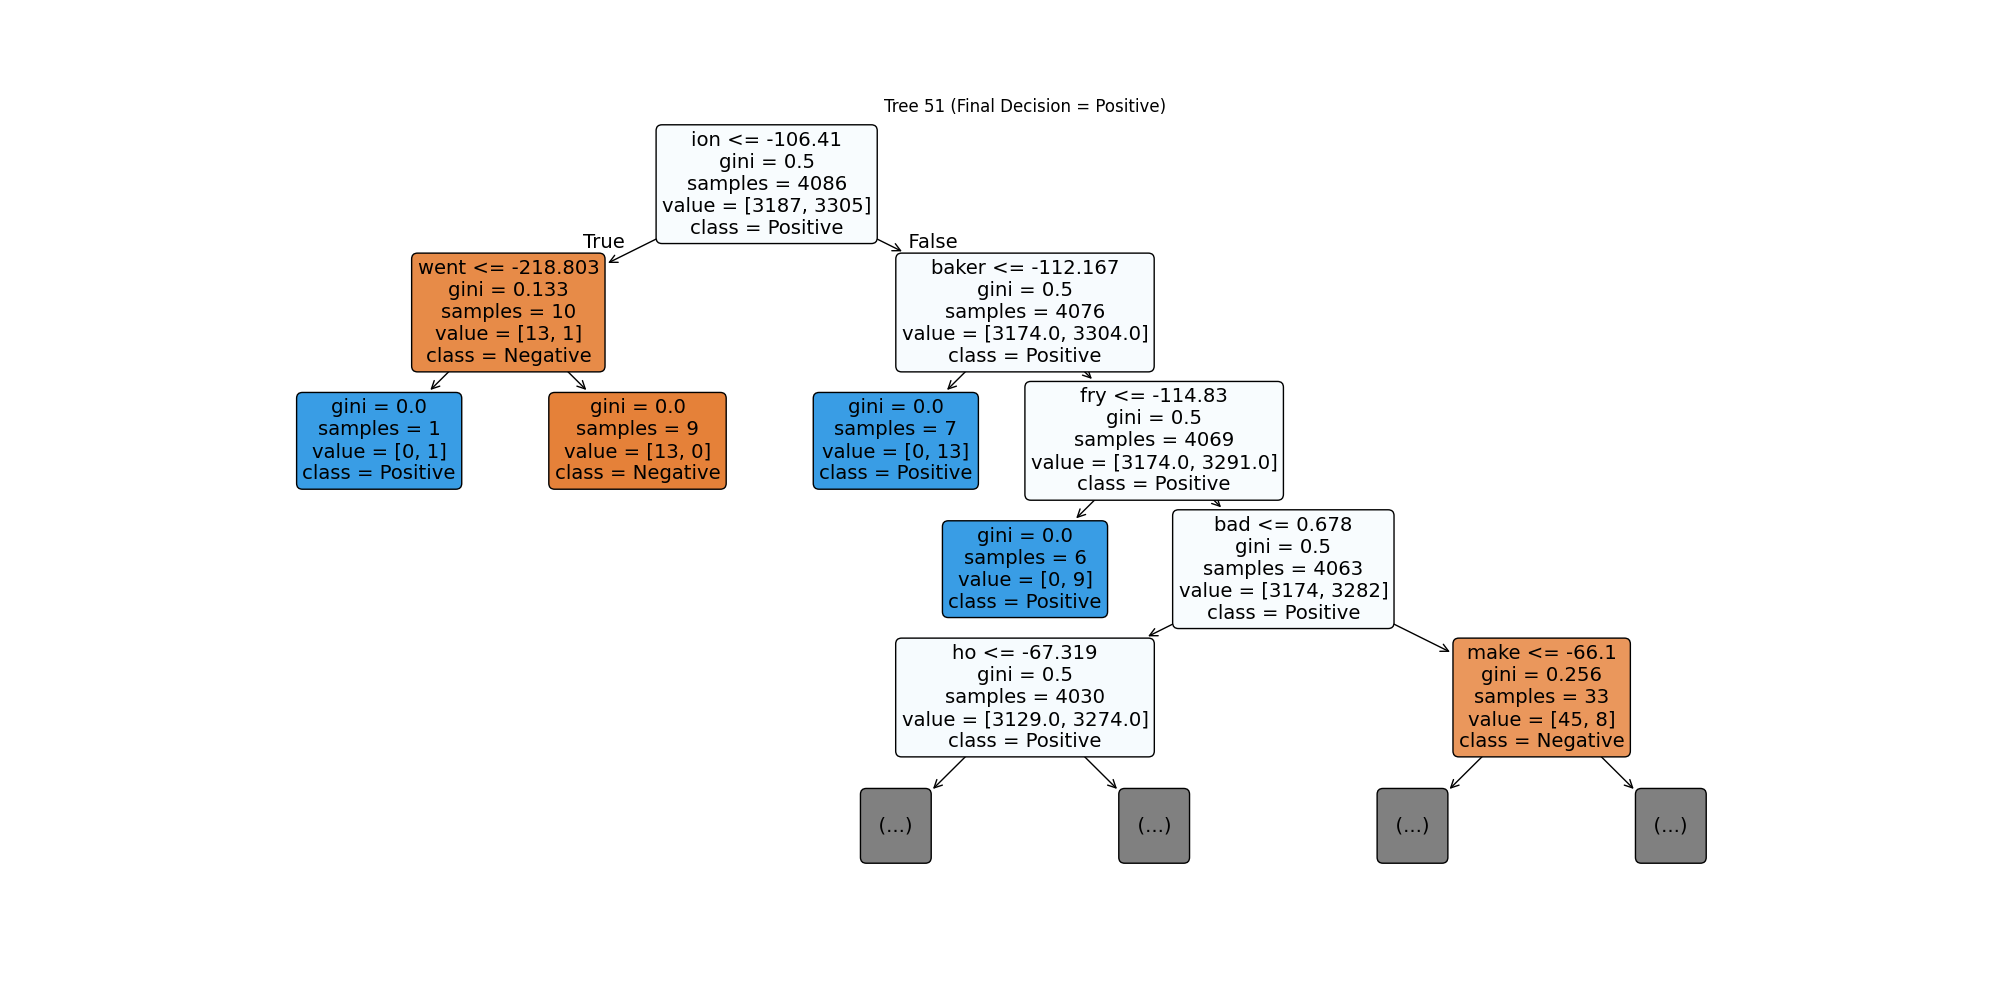 Tree 51 (Final Decision = Positive)
ion <= -106.41
gini = 0.5
samples = 4086
value = [3187, 3305]
class = Positive
True
False
went <= -218.803
gini = 0.133
samples = 10
value = [13, 1]
class = Negative
baker <= -112.167
gini = 0.5
samples = 4076
value = [3174.0, 3304.0]
class = Positive
gini = 0.0
samples = 1
value = [0, 1]
class = Positive
gini = 0.0
samples = 9
value = [13, 0]
class = Negative
gini = 0.0
samples = 7
value = [0, 13]
class = Positive
fry <= -114.83
gini = 0.5
samples = 4069
value = [3174.0, 3291.0]
class = Positive
gini = 0.0
samples = 6
value = [0, 9]
class = Positive
bad <= 0.678
gini = 0.5
samples = 4063
value = [3174, 3282]
class = Positive
ho <= -67.319
gini = 0.5
samples = 4030
value = [3129.0, 3274.0]
class = Positive
make <= -66.1
gini = 0.256
samples = 33
value = [45, 8]
class = Negative
(...)
(...)
(...)
(...)